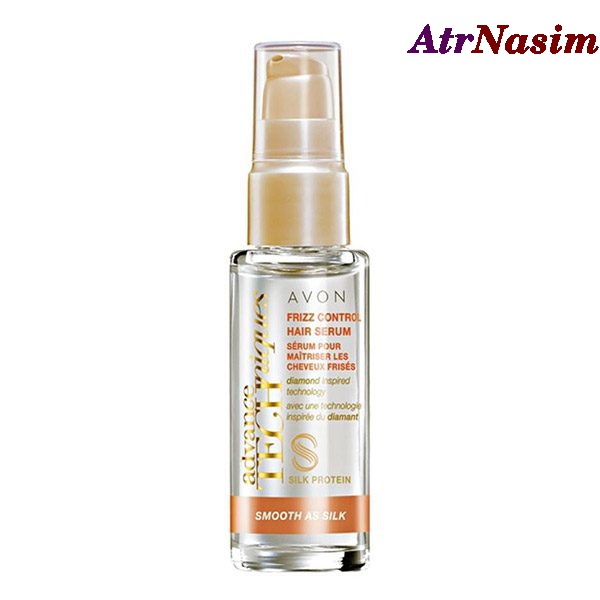 AtrNasim
AVON
FRIZZ CONTROL
HAIR SERUM
SÉRUM POUR
MAÎTRISER LES
CHEVEUX FRISÉS
diamond inspired
technology
avec une technologie
inspirée du diamant
SILK PROTEIN
advance
TECHniques
SMOOTH AS SILK